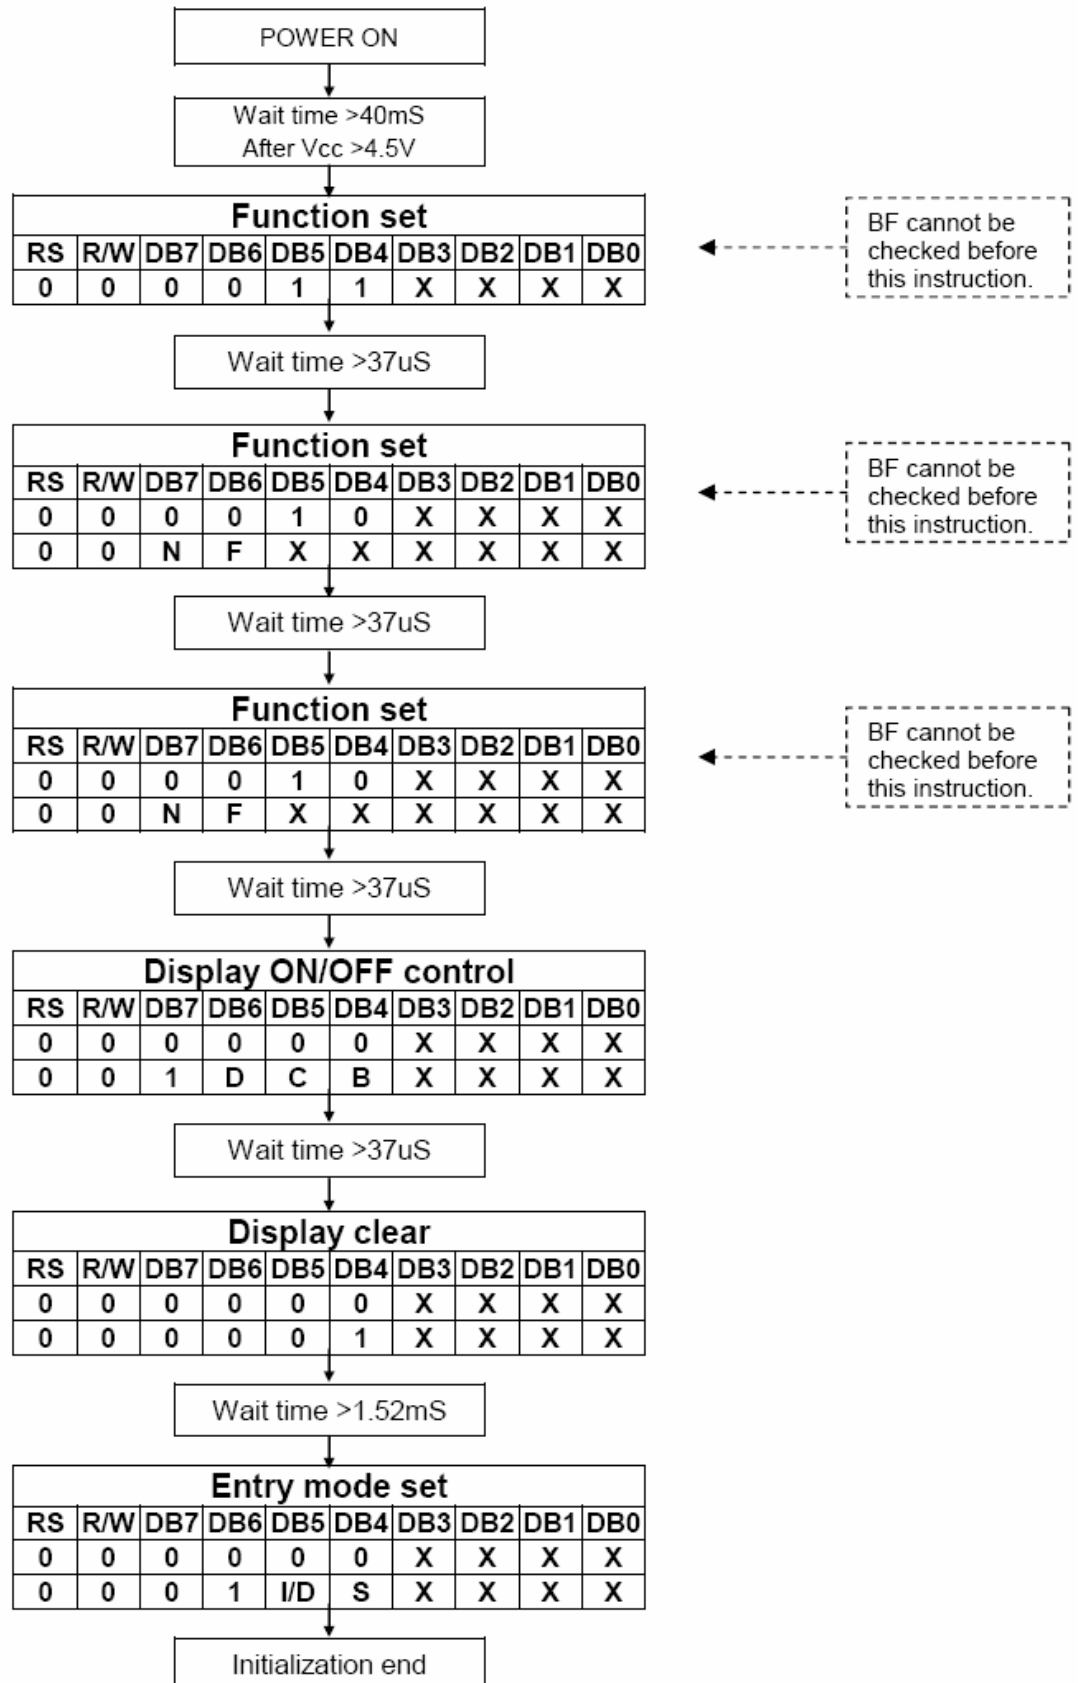 POWER ON
Wait time >40mS
After Vcc >4.5V
Function set
RS R/W DB7 DB6 DB5 DB4 DB3 DB2 DB1 DB0
0 0 0 0 1 1 X X X X
BF cannot be
checked before
this instruction.
Wait time >37uS
Function set
RS R/W DB7 DB6 DB5 DB4 DB3 DB2 DB1 DB0
0 0 0 0 1 0 X X X X
0 0 N F X X X X X X
BF cannot be
checked before
this instruction.
Wait time >37uS
Function set
RS R/W DB7 DB6 DB5 DB4 DB3 DB2 DB1 DB0
0 0 0 0 1 0 X X X X
0 0 N F X X X X X X
BF cannot be
checked before
this instruction.
Wait time >37uS
Display ON/OFF control
RS R/W DB7 DB6 DB5 DB4 DB3 DB2 DB1 DB0
0 0 0 0 0 0 X X X X
0 0 1 D C B X X X X
Wait time >37uS
Display clear
RS R/W DB7 DB6 DB5 DB4 DB3 DB2 DB1 DB0
0 0 0 0 0 0 X X X X
0 0 0 0 0 1 X X X X
Wait time >1.52mS
Entry mode set
RS R/W DB7 DB6 DB5 DB4 DB3 DB2 DB1 DB0
0 0 0 0 0 0 X X X X
0 0 0 1 I/D S X X X X
Initialization end